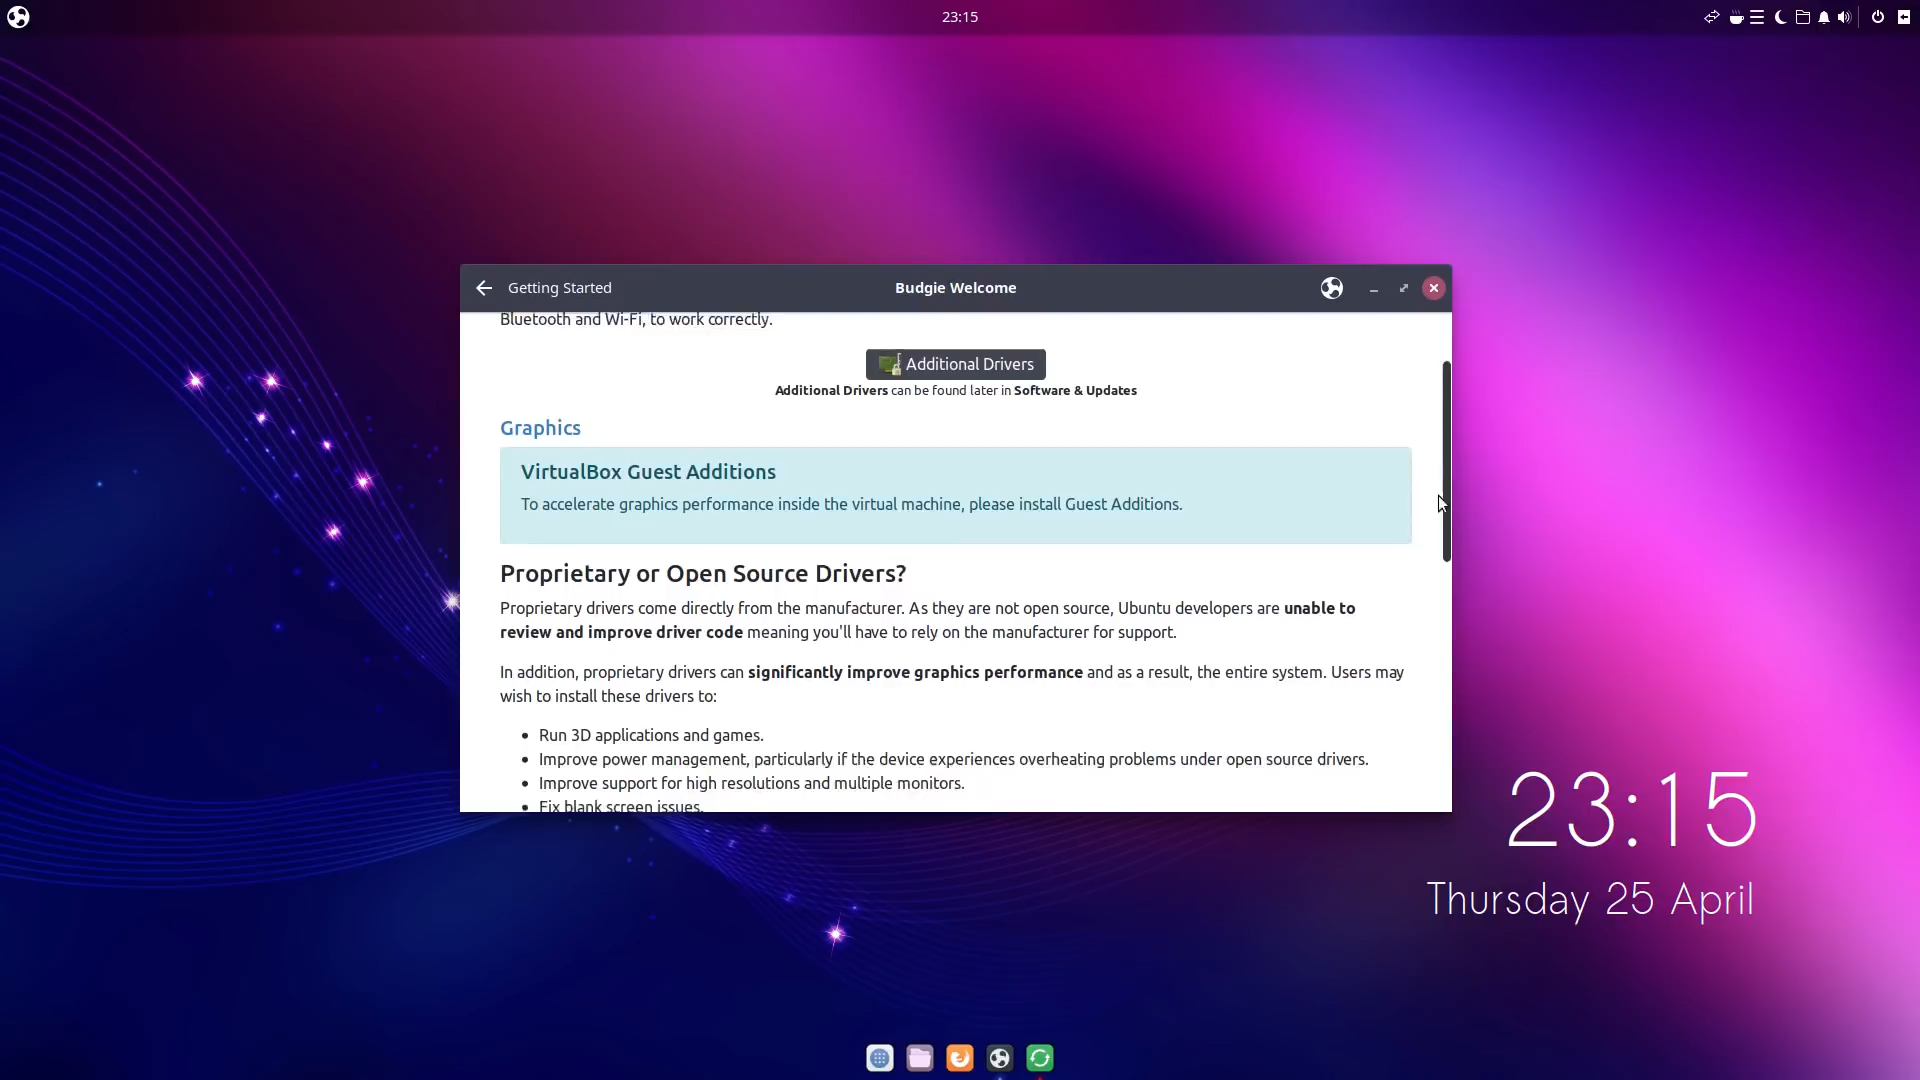 23:15
Getting Started
Budgie Welcome
Bluetooth and Wi-Fi, to work correctly.
Additional Drivers
Additional Drivers can be found later in Software & Updates
Graphics
VirtualBox Guest Additions
To accelerate graphics performance inside the virtual machine, please install Guest Additions.
Proprietary or Open Source Drivers?
Proprietary drivers come directly from the manufacturer. As they are not open source, Ubuntu developers are unable to
review and improve driver code meaning you'll have to rely on the manufacturer for support.
In addition, proprietary drivers can significantly improve graphics performance and as a result, the entire system. Users may
wish to install these drivers to:
• Run 3D applications and games.
• Improve power management, particularly if the device experiences overheating problems under open source drivers.
• Improve support for high resolutions and multiple monitors.
• Fix blank screen issues.
23:15
Thursday 25 April